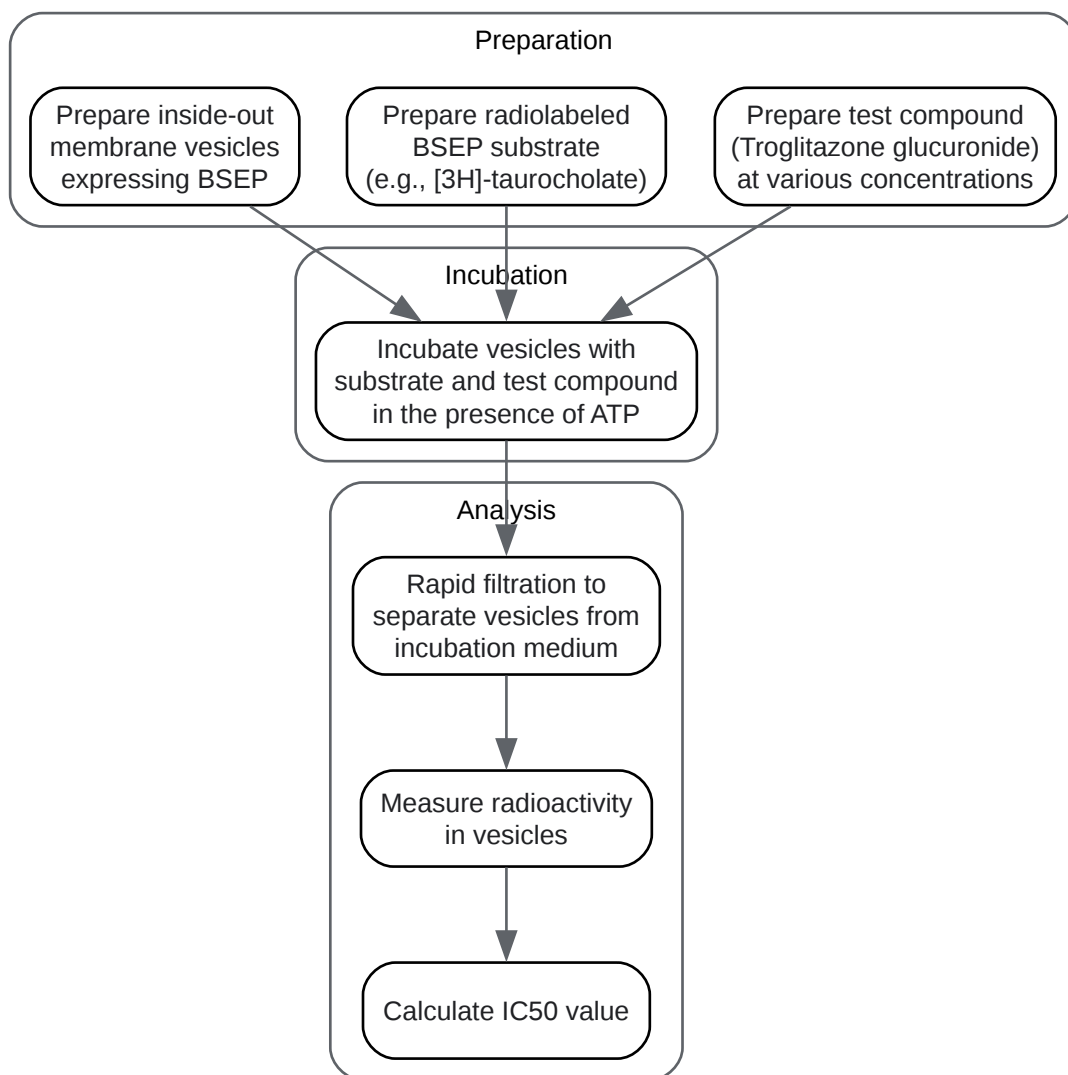 Preparation
Prepare inside-out
membrane vesicles
expressing BSEP
Prepare radiolabeled
BSEP substrate
(e.g., [3H]-taurocholate)
Prepare test compound
(Troglitazone glucuronide)
at various concentrations
Incubation
Incubate vesicles with
substrate and test compound
in the presence of ATP
Analysis
Rapid filtration to
separate vesicles from
incubation medium
Measure radioactivity
in vesicles
Calculate IC50 value